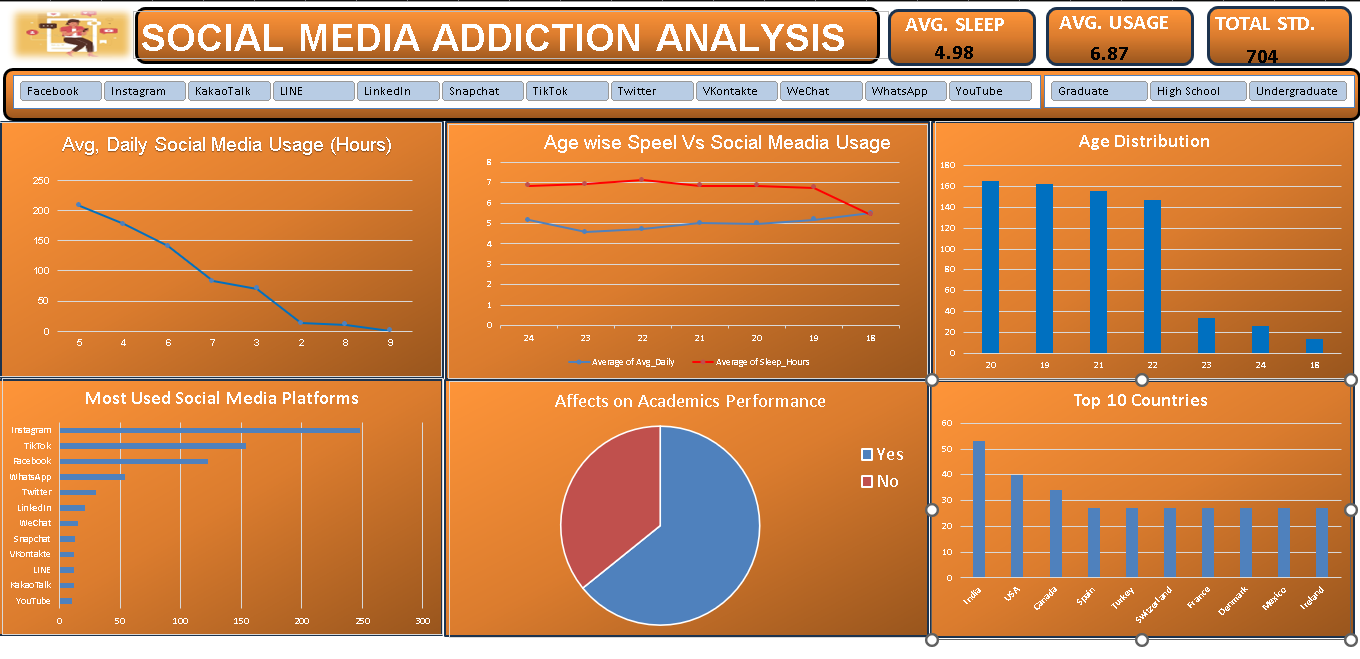 SOCIAL MEDIA ADDICTION ANALYSIS
AVG. SLEEP
4.98
AVG. USAGE
6.87
TOTAL STD.
704
Facebook Instagram KakaoTalk LINE LinkedIn Snapchat TikTok Twitter VKontakte WeChat WhatsApp YouTube
Graduate High School Undergraduate
Avg, Daily Social Media Usage (Hours)
250
200
150
100
50
0
5 4 6 7 3 2 8 9
Age wise Speel Vs Social Meadia Usage
8
7
6
5
4
3
2
1
0
24 23 22 21 20 19 18
Average of Avg_Daily Average of Sleep_Hours
Age Distribution
180
160
140
120
100
80
60
40
20
0
20 19 21 22 23 24 18
Most Used Social Media Platforms
Instagram
TikTok
Facebook
WhatsApp
Twitter
LinkedIn
WeChat
Snapchat
VKontakte
LINE
KakaoTalk
YouTube
0 50 100 150 200 250 300
Affects on Academics Performance
Yes
No
Top 10 Countries
60
50
40
30
20
10
0
India USA Canada Spain Turkey Switzerland France Denmark Mexico Ireland